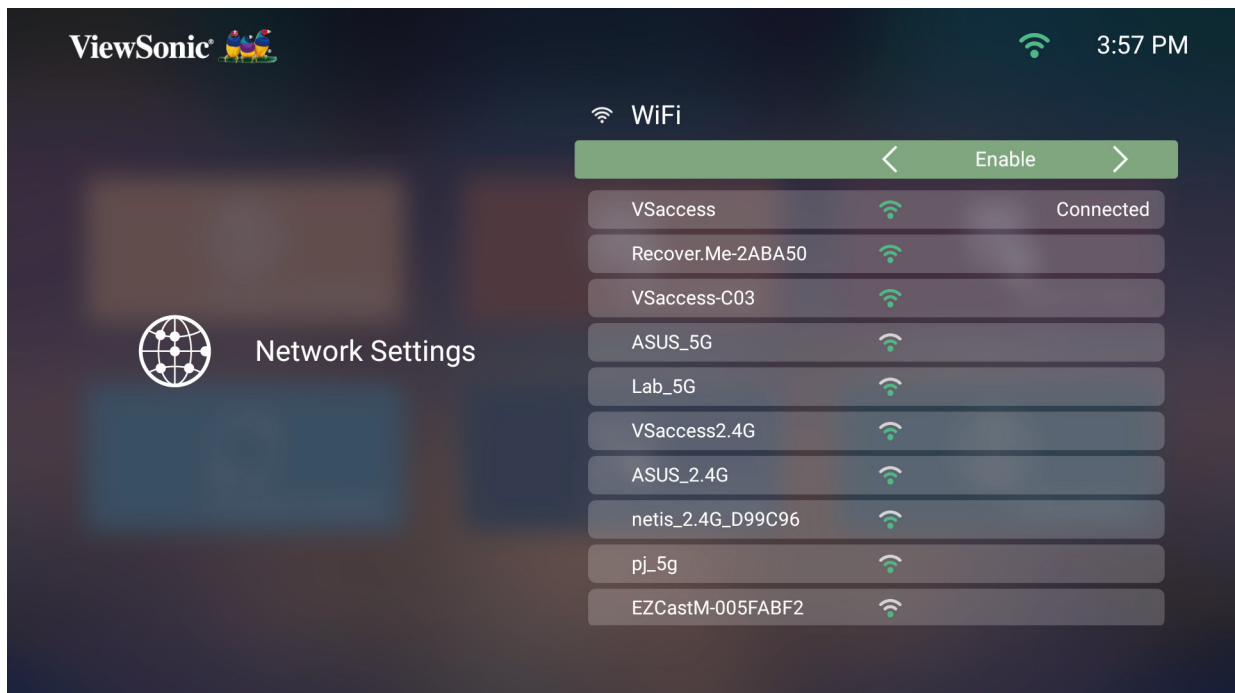 ViewSonic®
3:57 PM
WiFi
Enable
VSaccess Connected
Recover.Me-2ABA50
VSaccess-C03
ASUS_5G
Network Settings
Lab_5G
VSaccess2.4G
ASUS_2.4G
netis_2.4G_D99C96
pj_5g
EZCastM-005FABF2